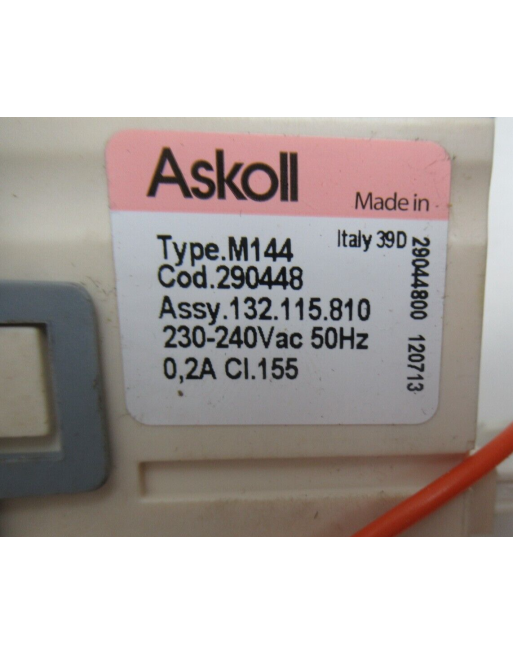 Askoll
Made in
Italy 39D
Type.M144
Cod.290448
Assy.132.115.810
230-240Vac 50Hz
0,2A Cl.155
29044800 120713